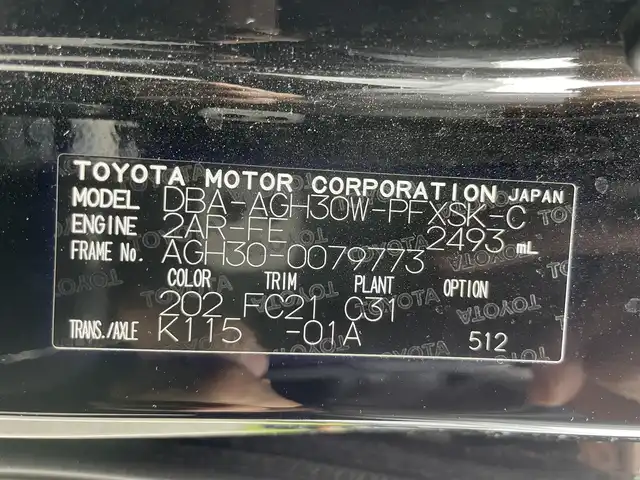 TOYOTA MOTOR CORPORATION JAPAN
MODEL DBA-AGH30W-PFXSK-C
ENGINE 2AR-FE 2493 mL
FRAME No. AGH30-0079773
COLOR TRIM PLANT OPTION
202 FC21 C31
TRANS./AXLE K115 -01A 512